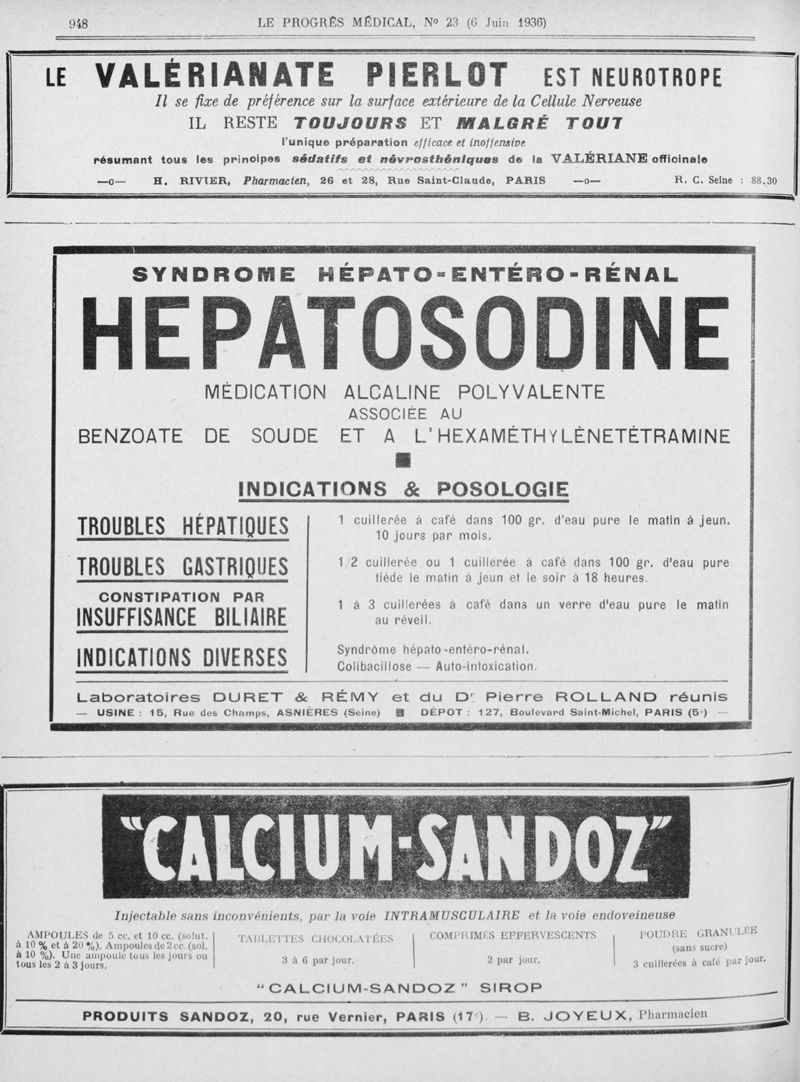 948
LE PROGRÈS MÉDICAL, No 23 (6 Juin 1936)
LE VALÉRIANATE PIERLOT EST NEUROTROPE
Il se fixe de préférence sur la surface extérieure de la Cellule Nerveuse
IL RESTE TOUJOURS ET MALGRÉ TOUT
l'unique préparation efficace et inoffensive
résumant tous les principes sédatifs et névrosthéniques de la VALÉRIANE officinale
—o— H. RIVIER, Pharmacien, 26 et 28, Rue Saint-Claude, PARIS —o— R. C. Seine : 88.30
SYNDROME HÉPATO-ENTÉRO-RÉNAL
HEPATOSODINE
MÉDICATION ALCALINE POLYVALENTE
ASSOCIÉE AU
BENZOATE DE SOUDE ET A L'HEXAMÉTHYLÈNETÉTRAMINE
INDICATIONS & POSOLOGIE
TROUBLES HÉPATIQUES
1 cuillerée à café dans 100 gr. d'eau pure le matin à jeun.
10 jours par mois.
TROUBLES GASTRIQUES
1/2 cuillerée ou 1 cuillerée à café dans 100 gr. d'eau pure
tiède le matin à jeun et le soir à 18 heures.
CONSTIPATION PAR
INSUFFISANCE BILIAIRE
1 à 3 cuillerées à café dans un verre d'eau pure le matin
au réveil.
INDICATIONS DIVERSES
Syndrôme hépato-entéro-rénal.
Colibacillose — Auto-intoxication.
Laboratoires DURET & RÉMY et du Dr Pierre ROLLAND réunis
— USINE : 15, Rue des Champs, ASNIÈRES (Seine) ■ DÉPOT : 127, Boulevard Saint-Michel, PARIS (5e) —
"CALCIUM-SANDOZ"
Injectable sans inconvénients, par la voie INTRAMUSCULAIRE et la voie endoveineuse
AMPOULES de 5 cc. et 10 cc. (solut.
à 10 % et à 20 %). Ampoules de 2 cc. (sol.
à 10 %). Une ampoule tous les jours ou
tous les 2 à 3 jours.
TABLETTES CHOCOLATÉES
3 à 6 par jour.
COMPRIMÉS EFFERVESCENTS
2 par jour.
POUDRE GRANULÉE
(sans sucre)
3 cuillerées à café par jour.
"CALCIUM-SANDOZ" SIROP
PRODUITS SANDOZ, 20, rue Vernier, PARIS (17e). — B. JOYEUX, Pharmacien